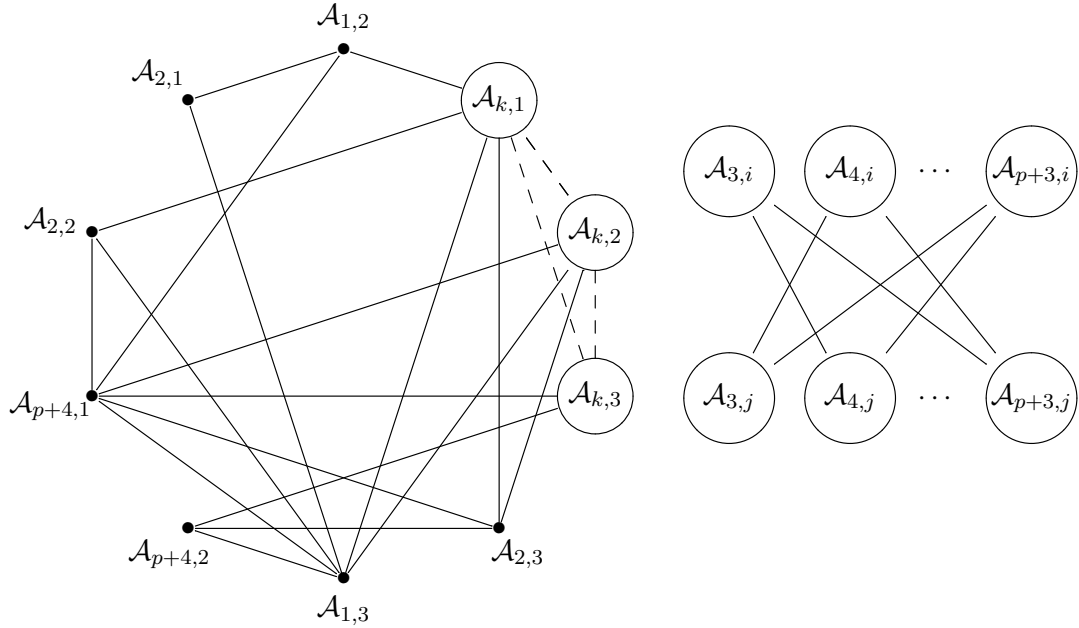 𝒜₁,₂
𝒜₂,₁
𝒜ₖ,₁
𝒜₃,ᵢ 𝒜₄,ᵢ ⋯ 𝒜ₚ₊₃,ᵢ
𝒜₂,₂
𝒜ₖ,₂
𝒜ₚ₊₄,₁
𝒜ₖ,₃
𝒜₃,ⱼ 𝒜₄,ⱼ ⋯ 𝒜ₚ₊₃,ⱼ
𝒜ₚ₊₄,₂
𝒜₂,₃
𝒜₁,₃